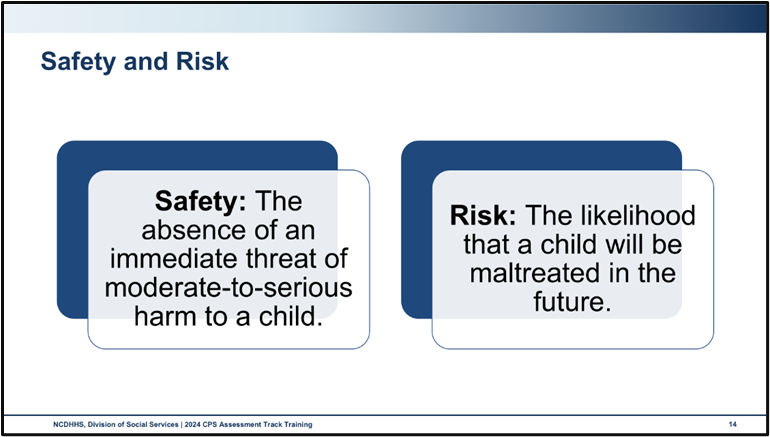 Safety and Risk
Safety: The
absence of an
immediate threat of
moderate-to-serious
harm to a child.
Risk: The likelihood
that a child will be
maltreated in the
future.
NCDHHS, Division of Social Services | 2024 CPS Assessment Track Training
14